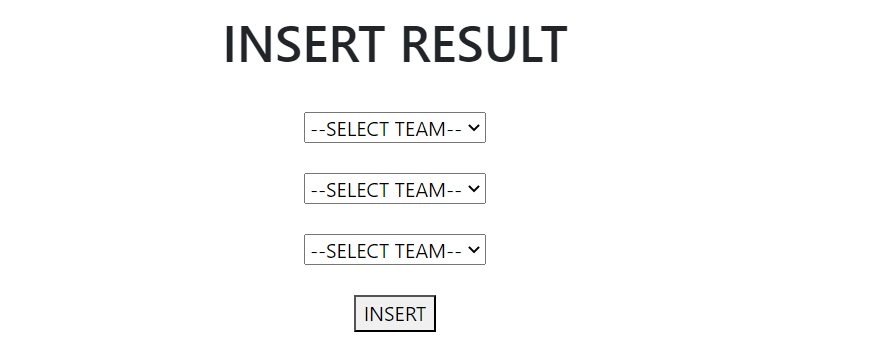 INSERT RESULT
--SELECT TEAM--
--SELECT TEAM--
--SELECT TEAM--
INSERT